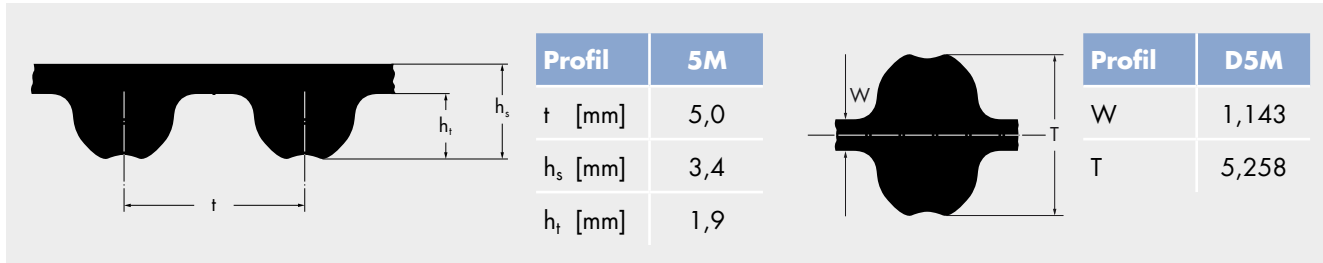 Profil 5M
t [mm] 5,0
hₛ [mm] 3,4
hₜ [mm] 1,9
t
hₜ
hₛ
W
T
Profil D5M
W 1,143
T 5,258